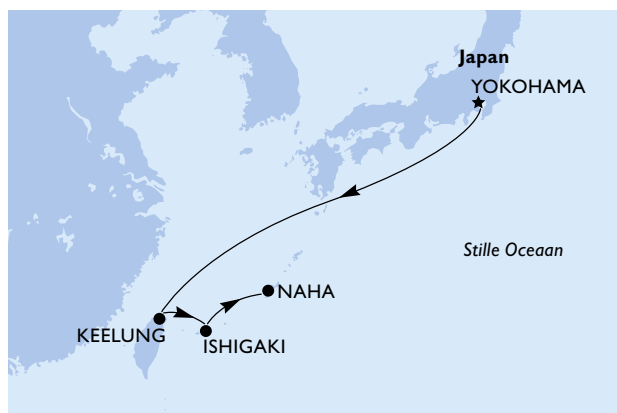 Japan
YOKOHAMA
Stille Oceaan
NAHA
KEELUNG
ISHIGAKI